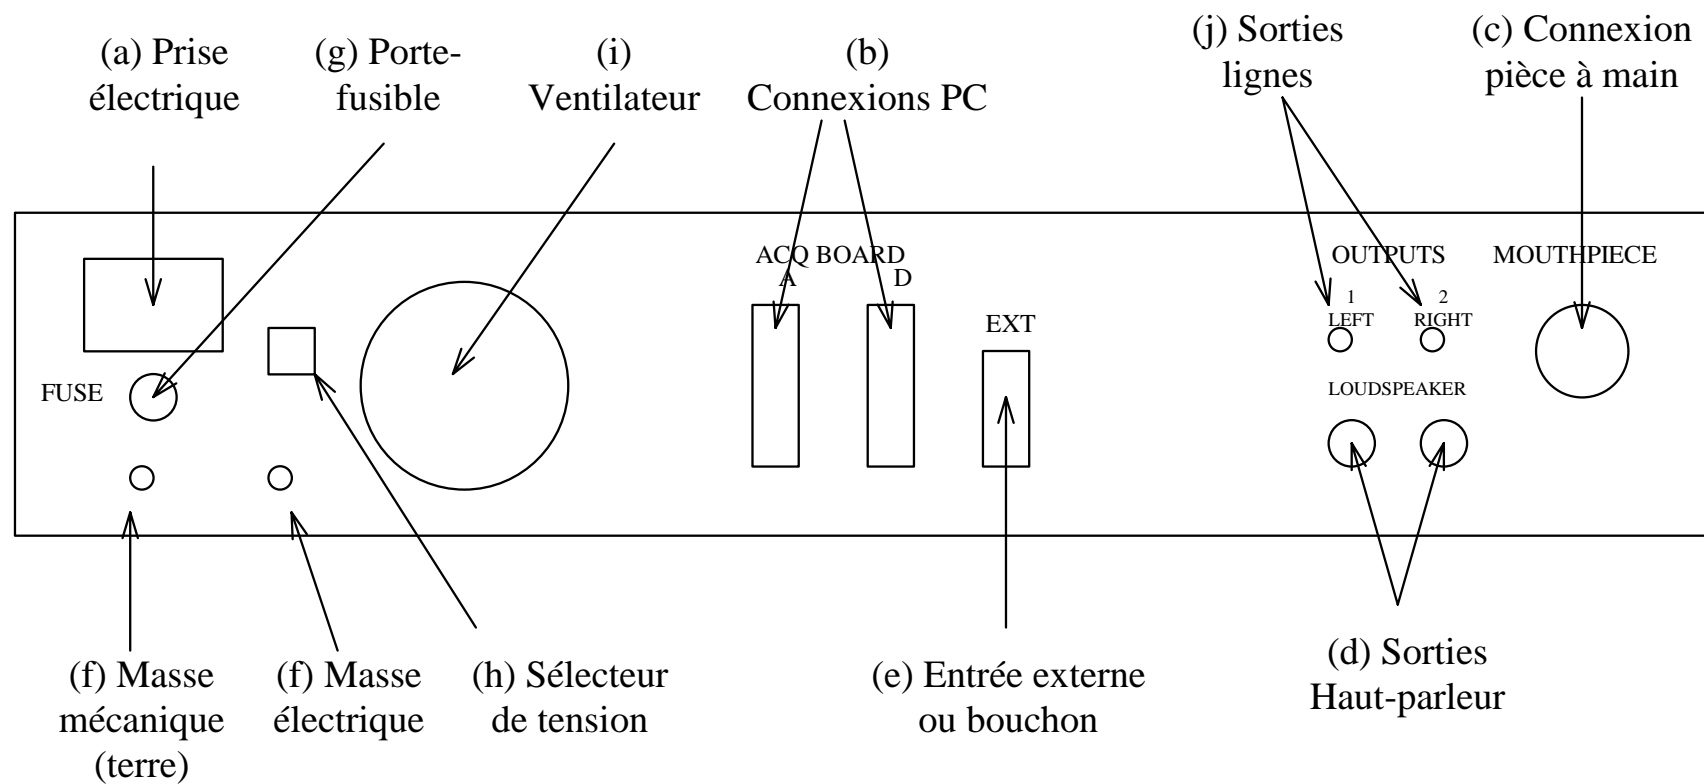 (a) Prise
électrique
(g) Porte-
fusible
(i)
Ventilateur
(b)
Connexions PC
(j) Sorties
lignes
(c) Connexion
pièce à main
ACQ BOARD
A
D
EXT
OUTPUTS
1
2
LEFT
RIGHT
MOUTHPIECE
FUSE
LOUDSPEAKER
(f) Masse
mécanique
(terre)
(f) Masse
électrique
(h) Sélecteur
de tension
(e) Entrée externe
ou bouchon
(d) Sorties
Haut-parleur